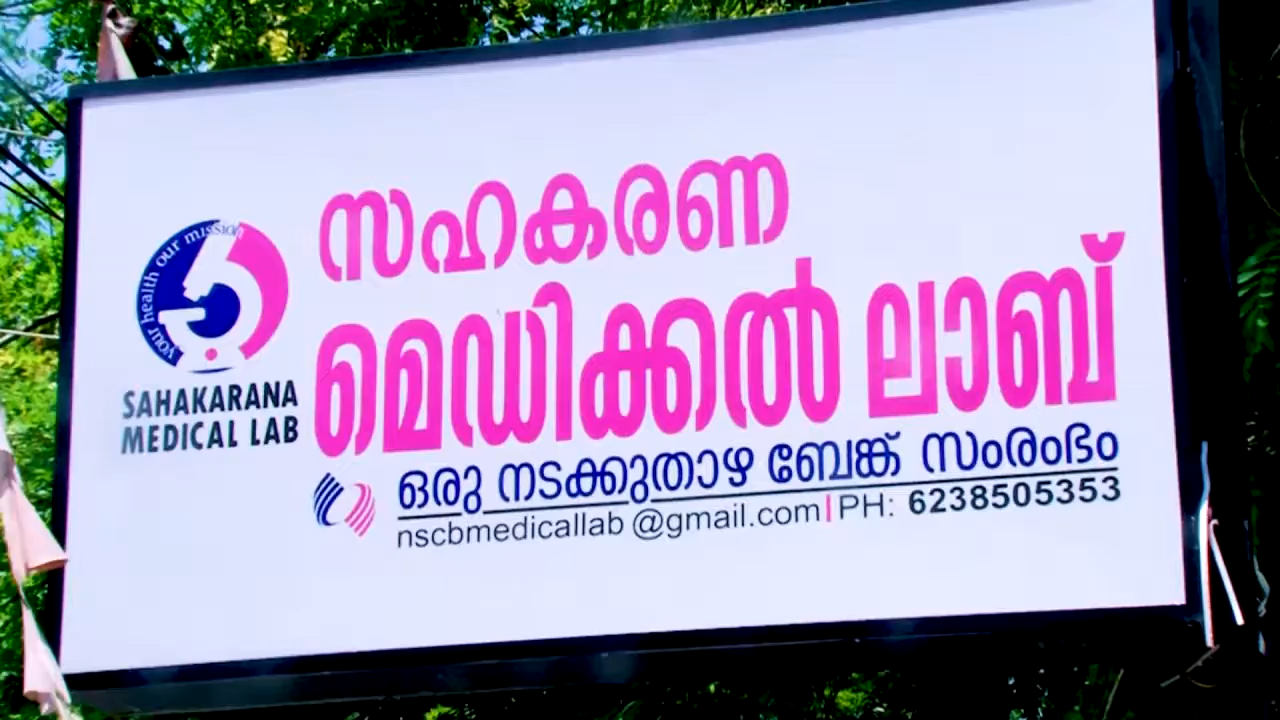 your health our mission
SAHAKARANA
MEDICAL LAB
സഹകരണ
മെഡിക്കൽ ലാബ്
ഒരു നടക്കുതാഴ ബേങ്ക് സംരംഭം
nscbmedicallab@gmail.com | PH: 6238505353